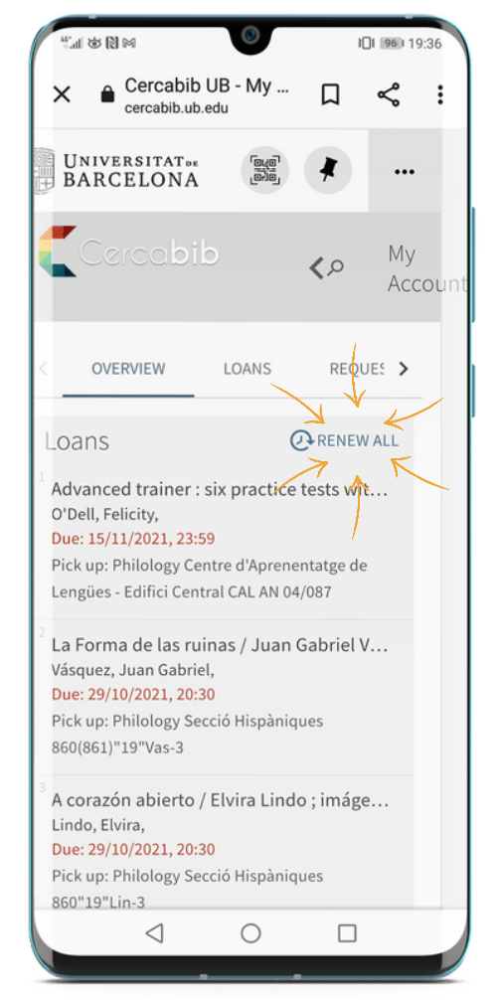 96 19:36
Cercabib UB - My ...
cercabib.ub.edu
UNIVERSITAT DE
BARCELONA
Cercabib
My
Account
OVERVIEW LOANS REQUES
Loans RENEW ALL
1
Advanced trainer : six practice tests wit...
O'Dell, Felicity,
Due: 15/11/2021, 23:59
Pick up: Philology Centre d'Aprenentatge de
Lengües - Edifici Central CAL AN 04/087
2
La Forma de las ruinas / Juan Gabriel V...
Vásquez, Juan Gabriel,
Due: 29/10/2021, 20:30
Pick up: Philology Secció Hispàniques
860(861)"19"Vas-3
3
A corazón abierto / Elvira Lindo ; imáge...
Lindo, Elvira,
Due: 29/10/2021, 20:30
Pick up: Philology Secció Hispàniques
860"19"Lin-3